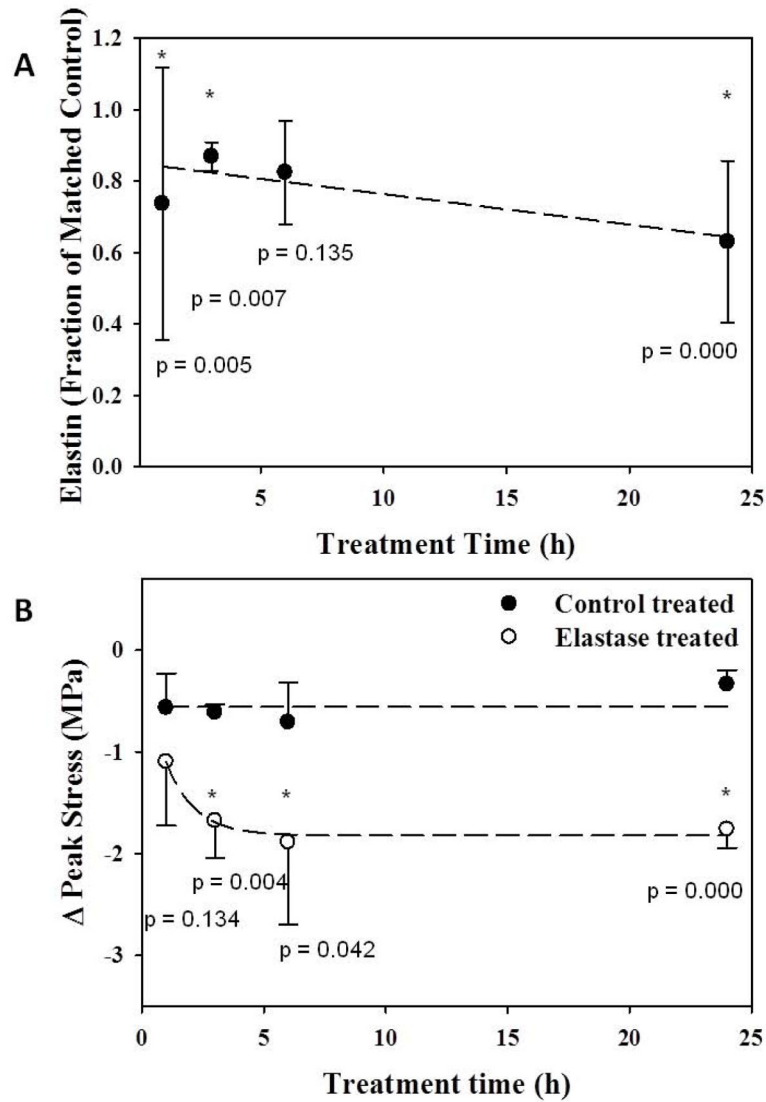 A
Elastin (Fraction of Matched Control)
1.2
1.0
0.8
0.6
0.4
0.2
0.0
*
*
*
p = 0.135
p = 0.007
p = 0.005
p = 0.000
5
10
15
20
25
Treatment Time (h)
B
Δ Peak Stress (MPa)
0
-1
-2
-3
Control treated
Elastase treated
*
*
*
p = 0.004
p = 0.134
p = 0.042
p = 0.000
0
5
10
15
20
25
Treatment time (h)